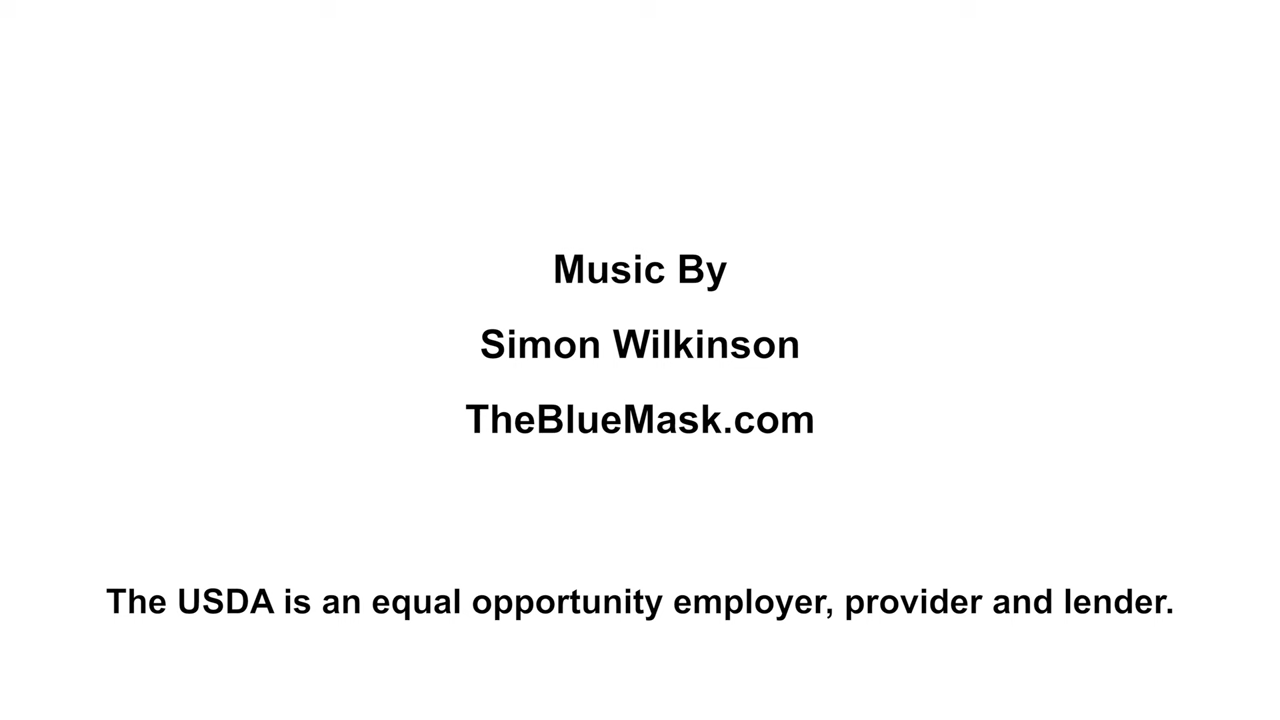 Music By
Simon Wilkinson
TheBlueMask.com
The USDA is an equal opportunity employer, provider and lender.